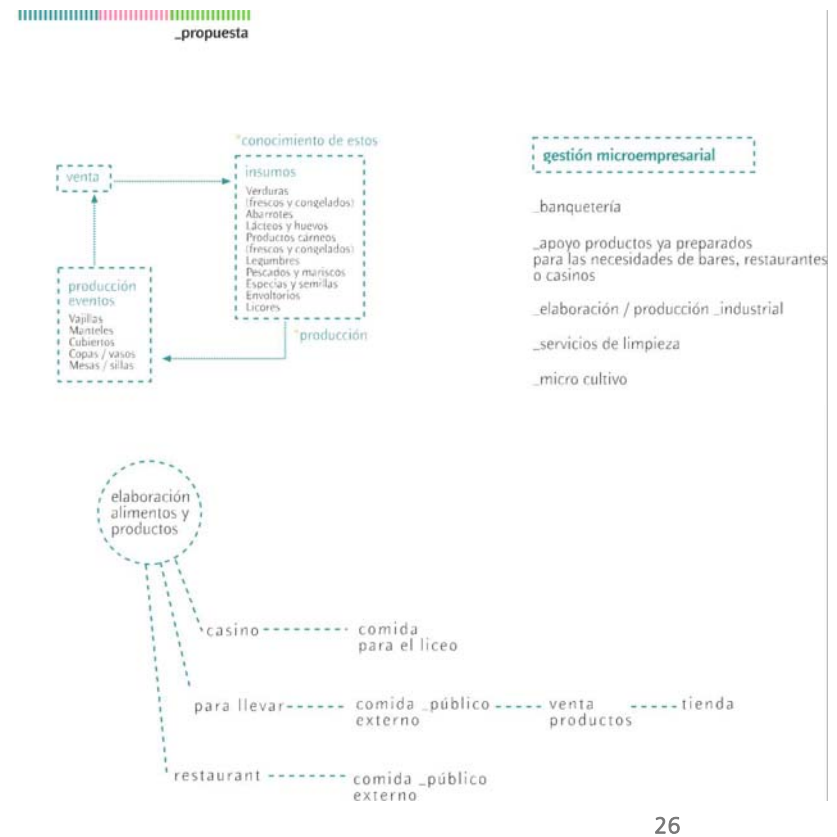 _propuesta
*conocimiento de estos
venta
insumos
Verduras
(frescos y congelados)
Abarrotes
Lácteos y huevos
Productos cárneos
(frescos y congelados)
Legumbres
Pescados y mariscos
Especias y semillas
Envoltorios
Licores
producción
eventos
Vajillas
Manteles
Cubiertos
Copas / vasos
Mesas / sillas
*producción
gestión microempresarial
_banquetería
_apoyo productos ya preparados
para las necesidades de bares, restaurantes
o casinos
_elaboración / producción _industrial
_servicios de limpieza
_micro cultivo
elaboración
alimentos y
productos
casino
comida
para el liceo
para llevar
comida _público
externo
venta
productos
tienda
restaurant
comida _público
externo
26